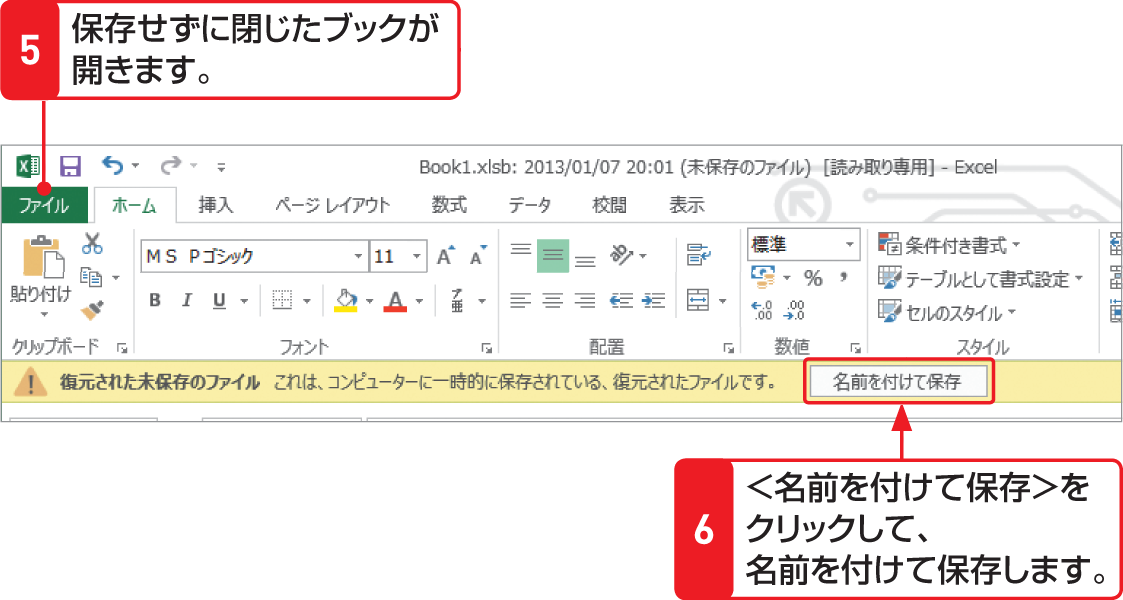 5
保存せずに閉じたブックが
開きます。
Book1.xlsb: 2013/01/07 20:01 (未保存のファイル) [読み取り専用] - Excel
ファイル ホーム 挿入 ページ レイアウト 数式 データ 校閲 表示
MS Pゴシック 11 標準 条件付き書式
貼り付け % , テーブルとして書式設定
B I U A ア亜 .0 .00 .00 .0 セルのスタイル
クリップボード フォント 配置 数値 スタイル
復元された未保存のファイル これは、コンピューターに一時的に保存されている、復元されたファイルです。 名前を付けて保存
6
<名前を付けて保存>を
クリックして、
名前を付けて保存します。